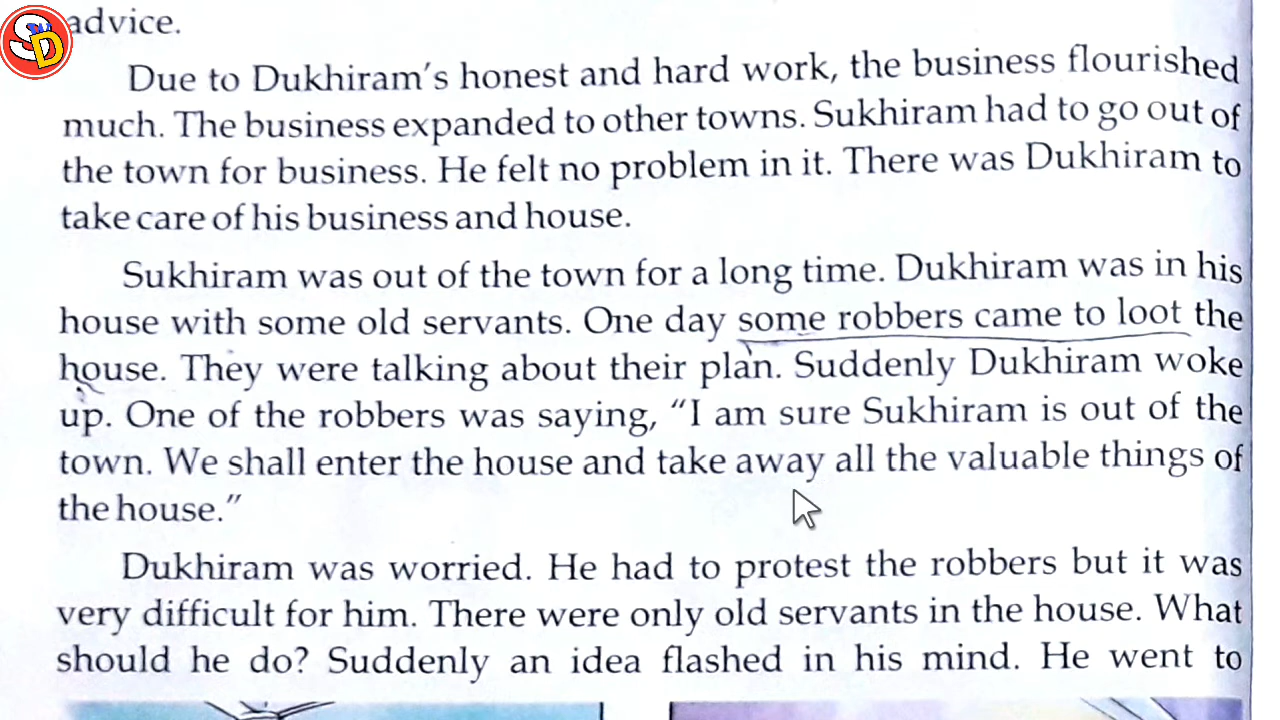 SD
advice.
Due to Dukhiram's honest and hard work, the business flourished
much. The business expanded to other towns. Sukhiram had to go out of
the town for business. He felt no problem in it. There was Dukhiram to
take care of his business and house.
Sukhiram was out of the town for a long time. Dukhiram was in his
house with some old servants. One day some robbers came to loot the
house. They were talking about their plan. Suddenly Dukhiram woke
up. One of the robbers was saying, “I am sure Sukhiram is out of the
town. We shall enter the house and take away all the valuable things of
the house.”
Dukhiram was worried. He had to protest the robbers but it was
very difficult for him. There were only old servants in the house. What
should he do? Suddenly an idea flashed in his mind. He went to